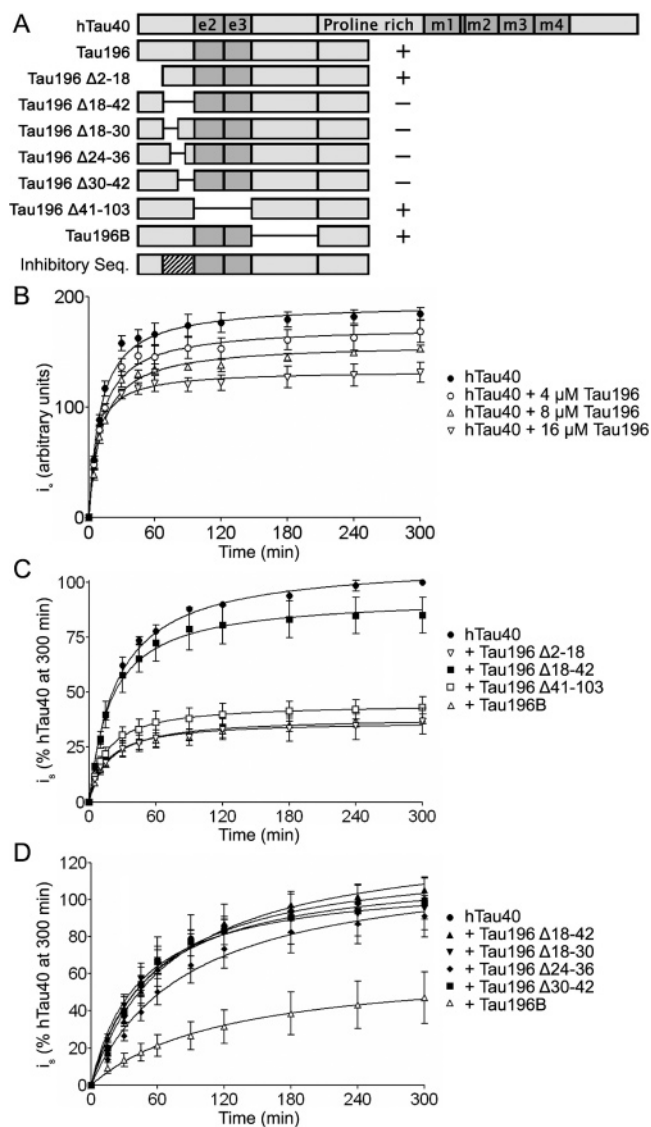 A
hTau40 e2 e3 Proline rich m1 m2 m3 m4
Tau196 +
Tau196 Δ2-18 +
Tau196 Δ18-42 −
Tau196 Δ18-30 −
Tau196 Δ24-36 −
Tau196 Δ30-42 −
Tau196 Δ41-103 +
Tau196B +
Inhibitory Seq.
B
200
100
0
0 60 120 180 240 300
Time (min)
(arbitrary units)
hTau40
hTau40 + 4 μM Tau196
hTau40 + 8 μM Tau196
hTau40 + 16 μM Tau196
C
100
75
50
25
0
0 60 120 180 240 300
Time (min)
iₛ (% hTau40 at 300 min)
hTau40
+ Tau196 Δ2-18
+ Tau196 Δ18-42
+ Tau196 Δ41-103
+ Tau196B
D
120
100
80
60
40
20
0
0 60 120 180 240 300
Time (min)
iₛ (% hTau40 at 300 min)
hTau40
+ Tau196 Δ18-42
+ Tau196 Δ18-30
+ Tau196 Δ24-36
+ Tau196 Δ30-42
+ Tau196B